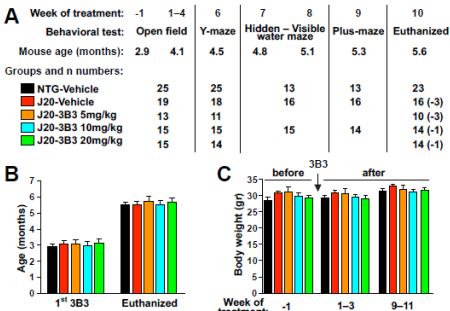 A
Week of treatment: -1 1–4 6 7 8 9 10
Behavioral test: Open field Y-maze Hidden – Visible water maze Plus-maze Euthanized
Mouse age (months): 2.9 4.1 4.5 4.8 5.1 5.3 5.6
Groups and n numbers:
NTG-Vehicle 25 25 13 13 23
J20-Vehicle 19 18 16 16 16 (-3)
J20-3B3 5mg/kg 13 11 10 (-3)
J20-3B3 10mg/kg 15 15 15 14 14 (-1)
J20-3B3 20mg/kg 15 14 14 (-1)
B
Age (months)
7
6
5
4
3
2
1
0
1st 3B3 Euthanized
C
3B3
before after
Body weight (gr)
35
30
25
20
15
10
5
0
Week of treatment: -1 1–3 9–11